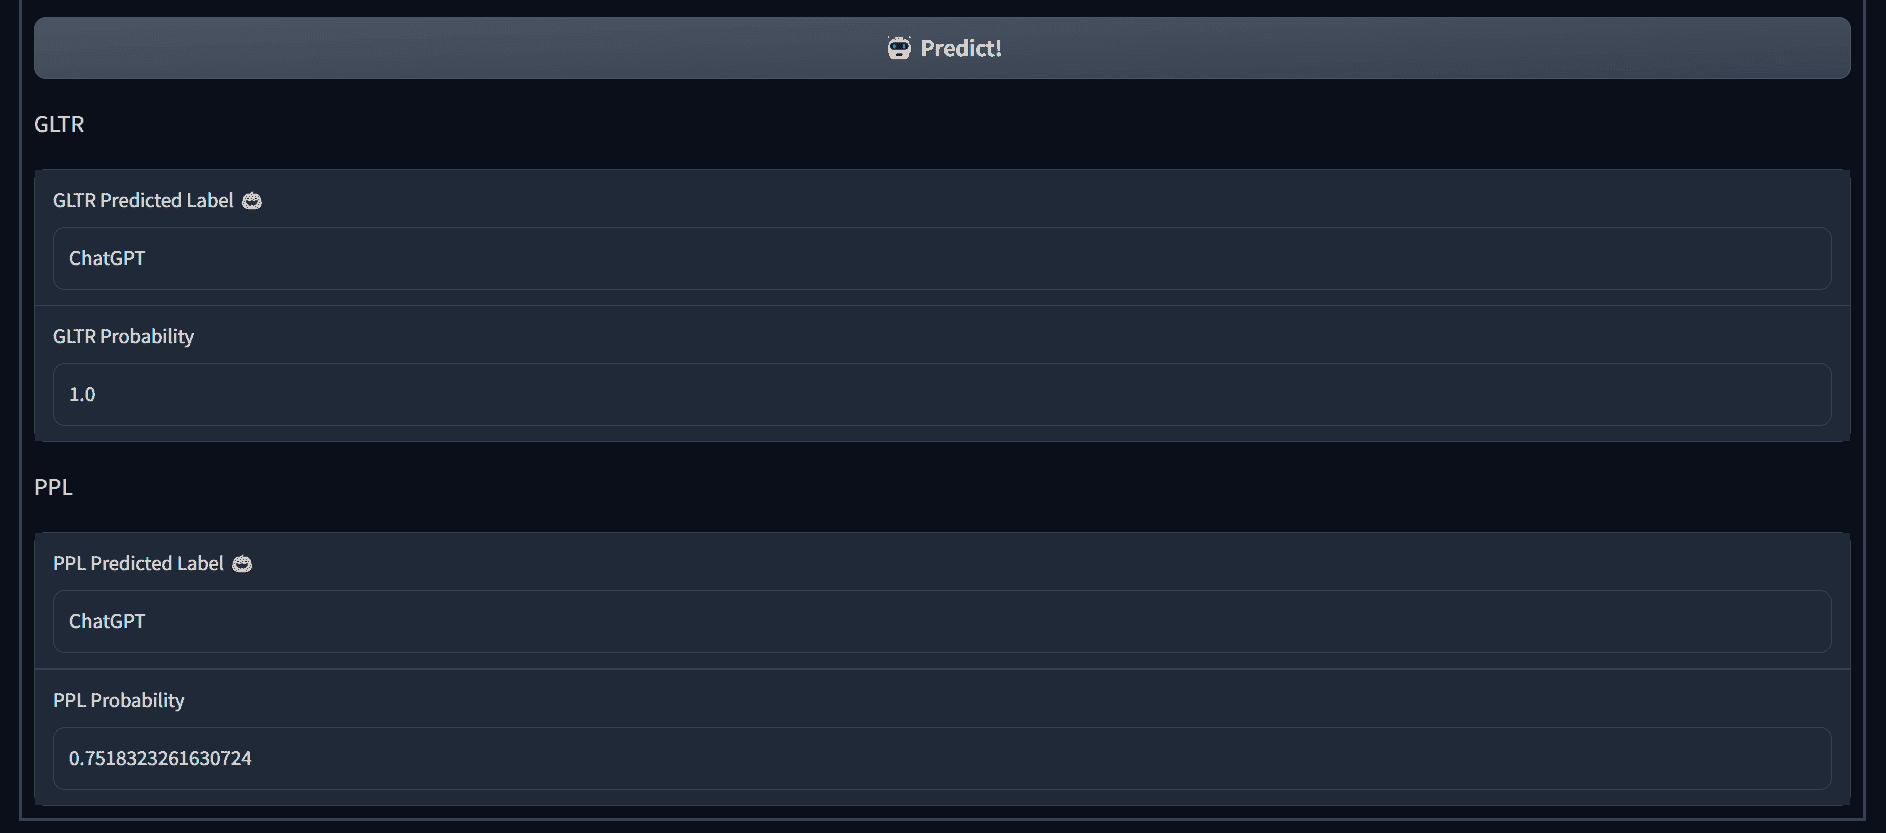 Predict!
GLTR
GLTR Predicted Label
ChatGPT
GLTR Probability
1.0
PPL
PPL Predicted Label
ChatGPT
PPL Probability
0.7518323261630724